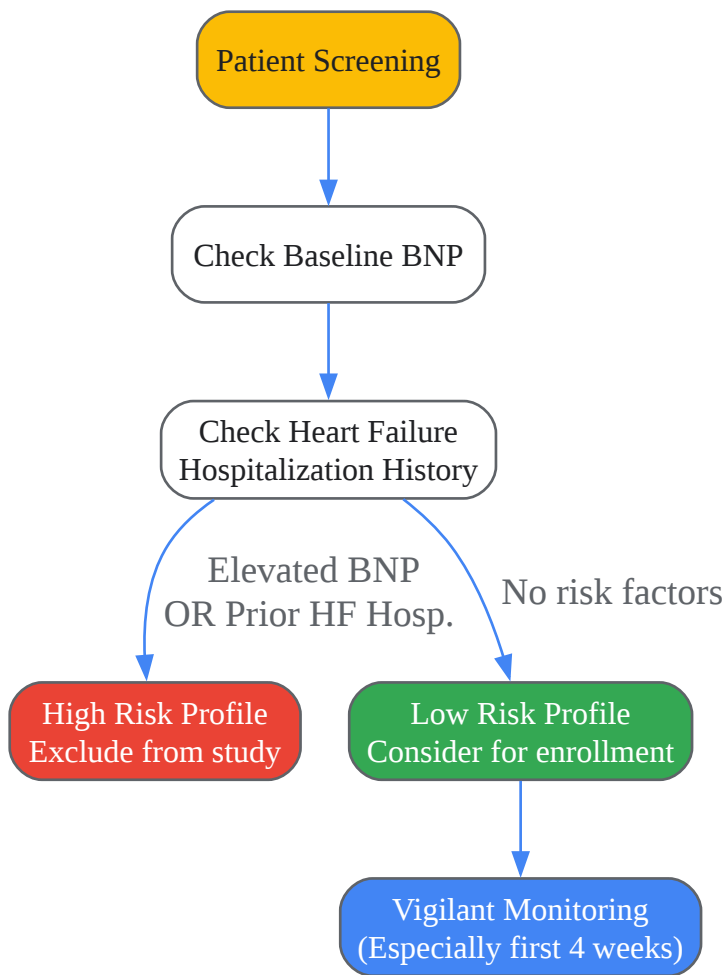 Patient Screening
Check Baseline BNP
Check Heart Failure
Hospitalization History
Elevated BNP
OR Prior HF Hosp.
No risk factors
High Risk Profile
Exclude from study
Low Risk Profile
Consider for enrollment
Vigilant Monitoring
(Especially first 4 weeks)